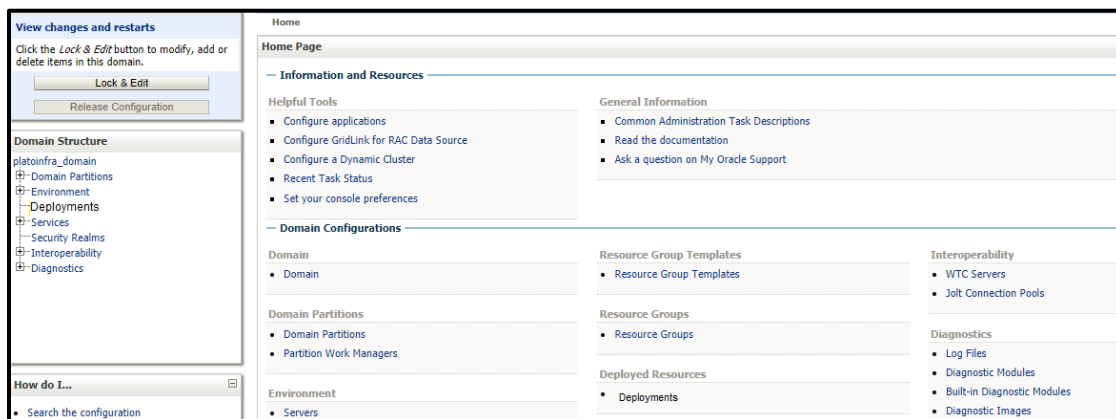 View changes and restarts
Click the Lock & Edit button to modify, add or
delete items in this domain.
Lock & Edit
Release Configuration
Domain Structure
platoinfra_domain
Domain Partitions
Environment
Deployments
Services
Security Realms
Interoperability
Diagnostics
How do I...
Search the configuration
Home
Home Page
Information and Resources
Helpful Tools
Configure applications
Configure GridLink for RAC Data Source
Configure a Dynamic Cluster
Recent Task Status
Set your console preferences
General Information
Common Administration Task Descriptions
Read the documentation
Ask a question on My Oracle Support
Domain Configurations
Domain
Domain
Domain Partitions
Domain Partitions
Partition Work Managers
Environment
Servers
Resource Group Templates
Resource Group Templates
Resource Groups
Resource Groups
Deployed Resources
Deployments
Interoperability
WTC Servers
Jolt Connection Pools
Diagnostics
Log Files
Diagnostic Modules
Built-in Diagnostic Modules
Diagnostic Images